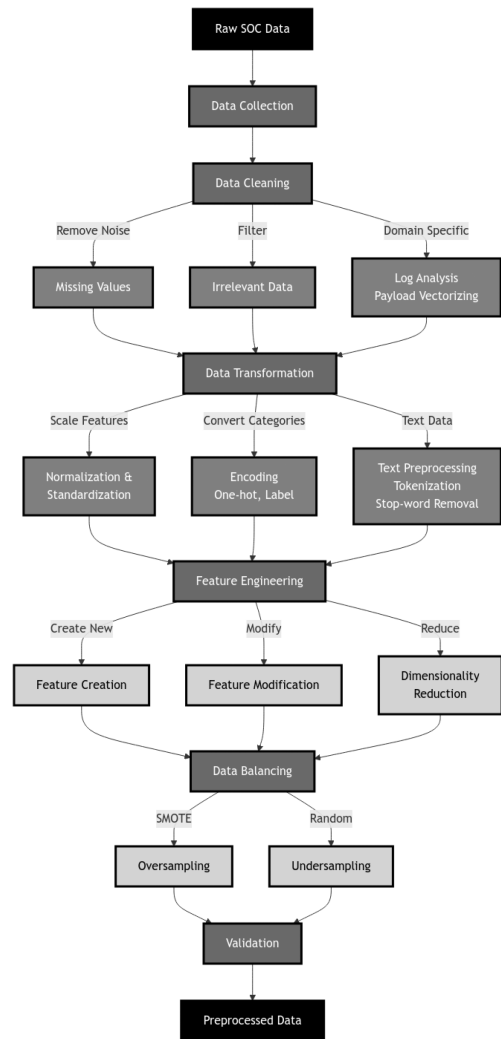 Raw SOC Data
Data Collection
Data Cleaning
Remove Noise
Filter
Domain Specific
Missing Values
Irrelevant Data
Log Analysis
Payload Vectorizing
Data Transformation
Scale Features
Convert Categories
Text Data
Normalization &
Standardization
Encoding
One-hot, Label
Text Preprocessing
Tokenization
Stop-word Removal
Feature Engineering
Create New
Modify
Reduce
Feature Creation
Feature Modification
Dimensionality
Reduction
Data Balancing
SMOTE
Random
Oversampling
Undersampling
Validation
Preprocessed Data